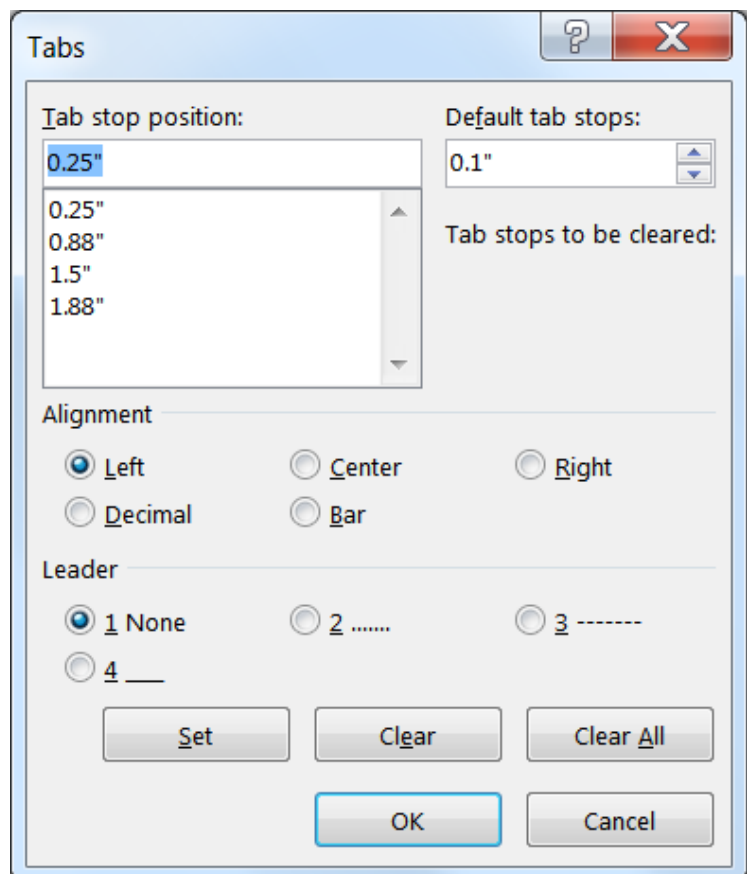 Tabs
Tab stop position:
Default tab stops:
0.25"
0.1"
0.25"
0.88"
1.5"
1.88"
Tab stops to be cleared:
Alignment
Left
Center
Right
Decimal
Bar
Leader
1 None
2 .......
3 -------
4 ___
Set
Clear
Clear All
OK
Cancel